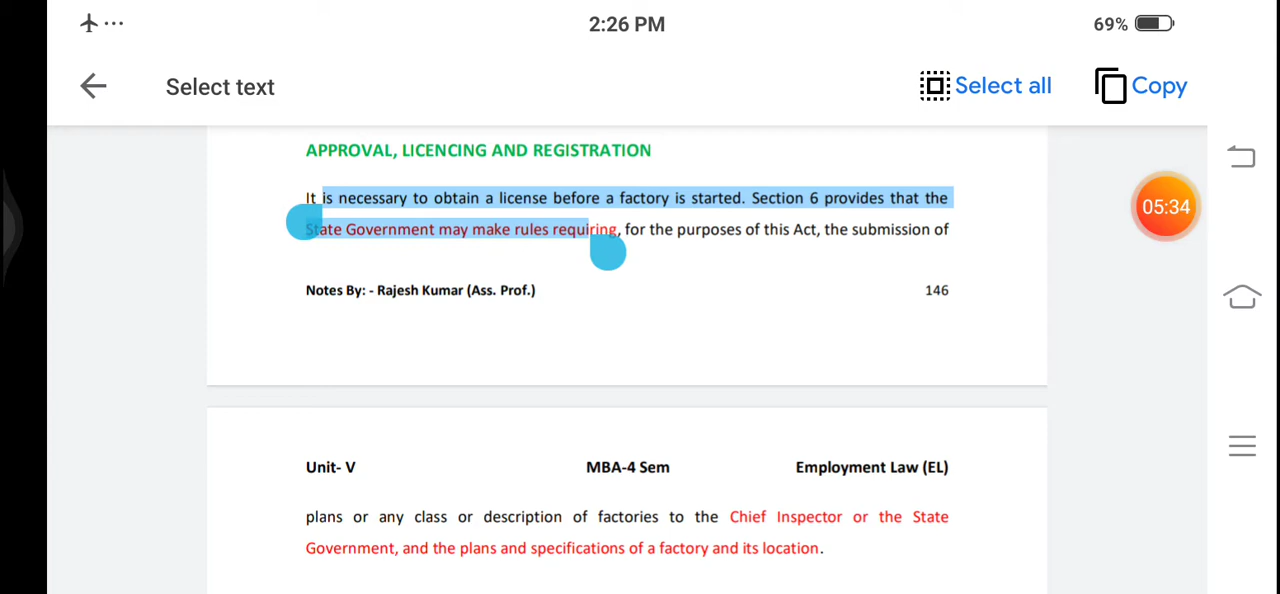 2:26 PM
69%
Select text
Select all
Copy
APPROVAL, LICENCING AND REGISTRATION
It is necessary to obtain a license before a factory is started. Section 6 provides that the
State Government may make rules requiring, for the purposes of this Act, the submission of
05:34
Notes By: - Rajesh Kumar (Ass. Prof.) 146
Unit- V MBA-4 Sem Employment Law (EL)
plans or any class or description of factories to the Chief Inspector or the State
Government, and the plans and specifications of a factory and its location.